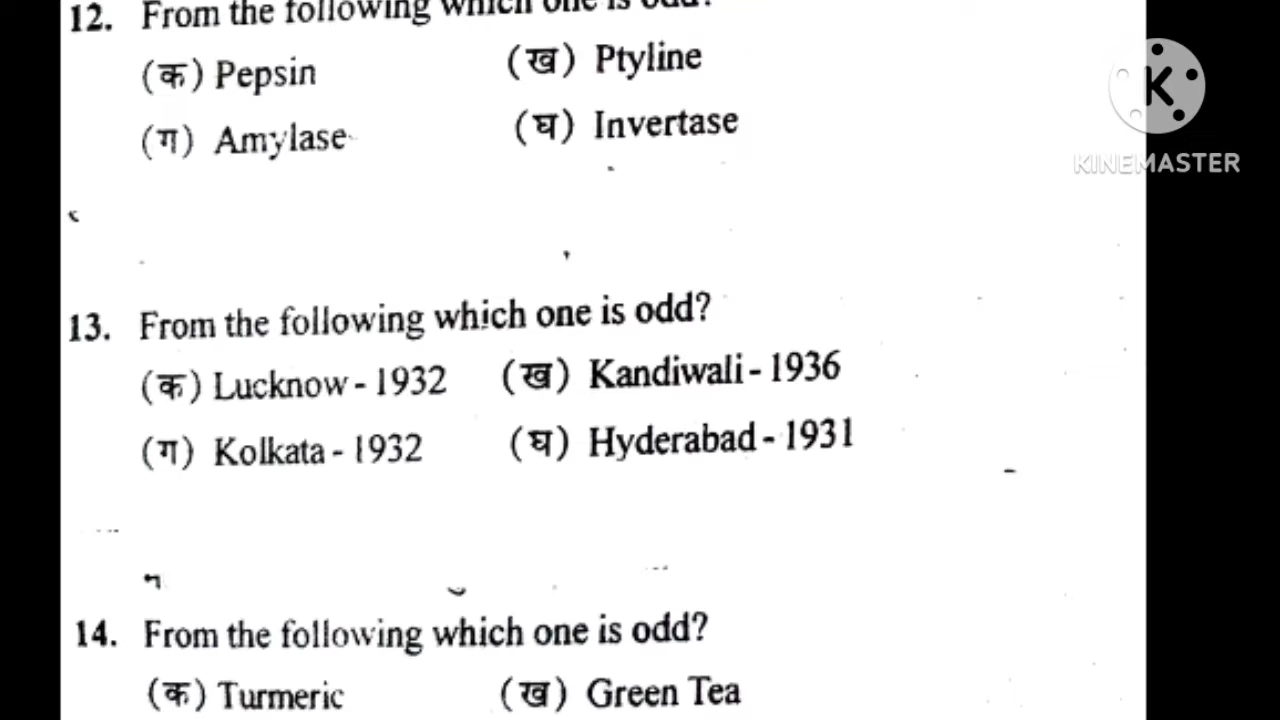 12. From the following which one is odd?
(क) Pepsin (ख) Ptyline
(ग) Amylase (घ) Invertase
K
KINEMASTER
13. From the following which one is odd?
(क) Lucknow - 1932 (ख) Kandiwali - 1936
(ग) Kolkata - 1932 (घ) Hyderabad - 1931
14. From the following which one is odd?
(क) Turmeric (ख) Green Tea